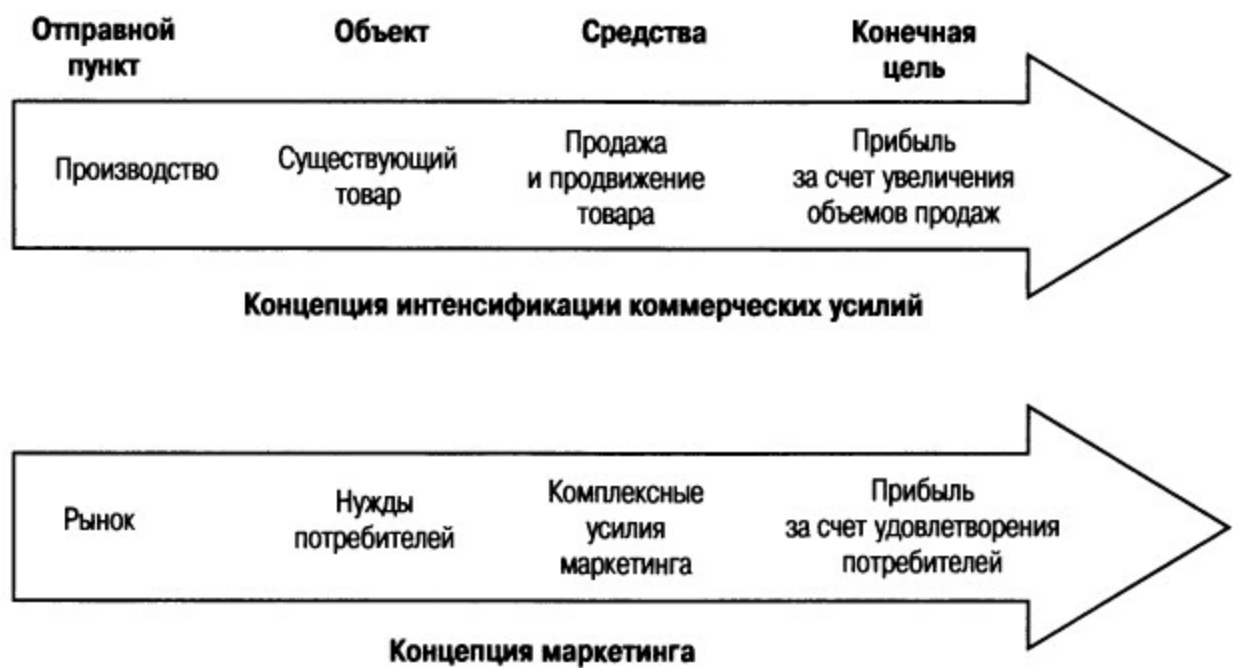 Отправной
пункт
Объект
Средства
Конечная
цель
Производство
Существующий
товар
Продажа
и продвижение
товара
Прибыль
за счет увеличения
объемов продаж
Концепция интенсификации коммерческих усилий
Рынок
Нужды
потребителей
Комплексные
усилия
маркетинга
Прибыль
за счет удовлетворения
потребителей
Концепция маркетинга